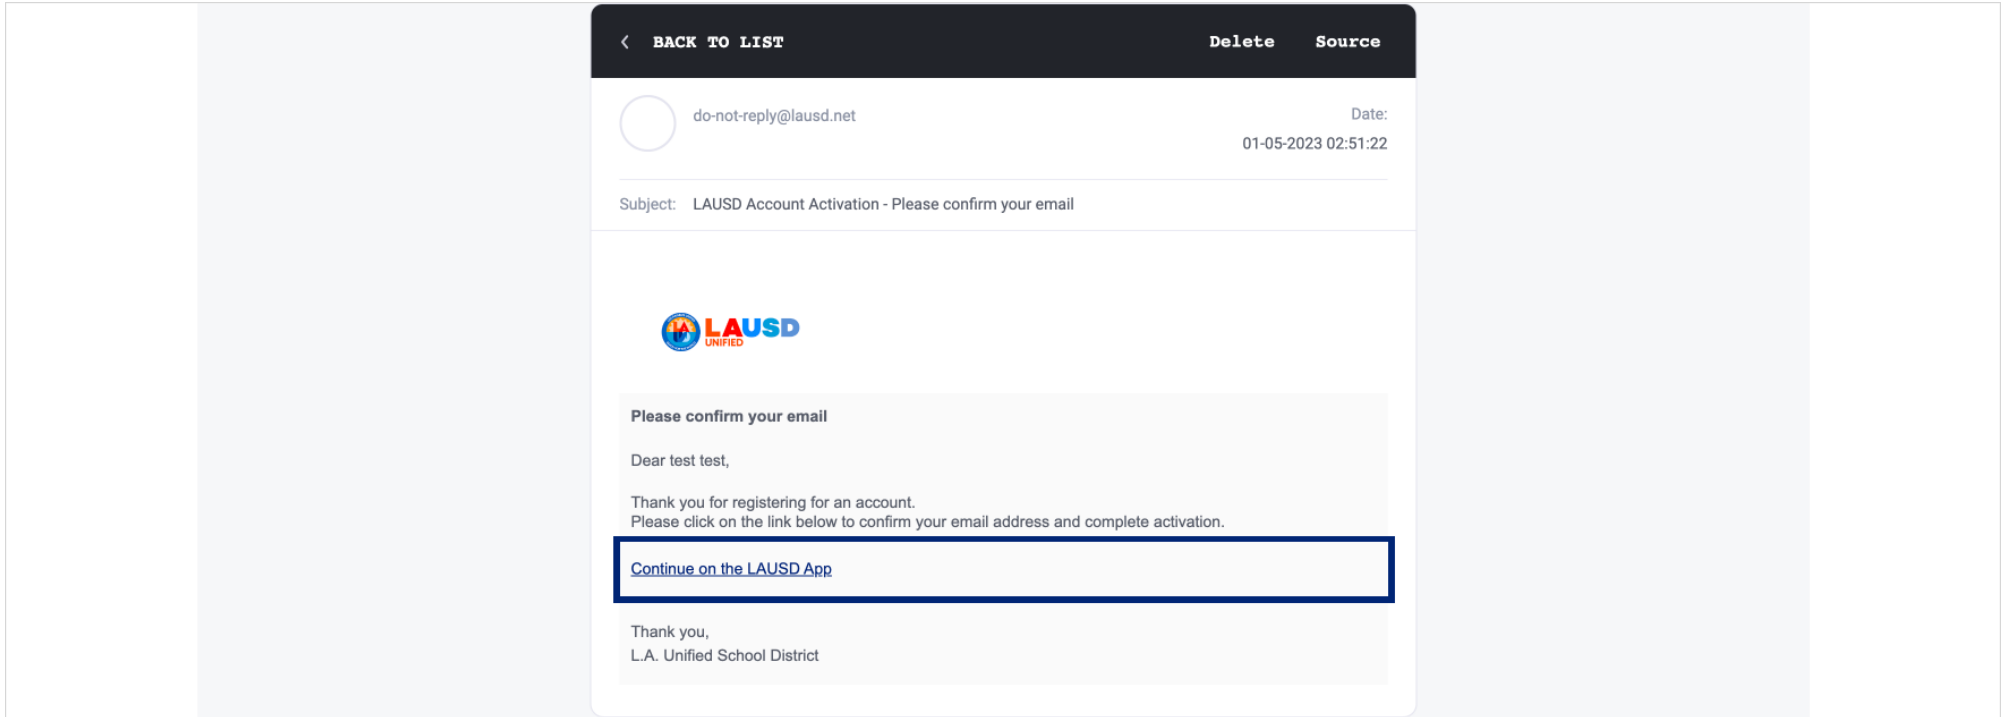 BACK TO LIST
Delete
Source
do-not-reply@lausd.net
Date:
01-05-2023 02:51:22
Subject: LAUSD Account Activation - Please confirm your email
LAUSD
UNIFIED
Please confirm your email
Dear test test,
Thank you for registering for an account.
Please click on the link below to confirm your email address and complete activation.
Continue on the LAUSD App
Thank you,
L.A. Unified School District